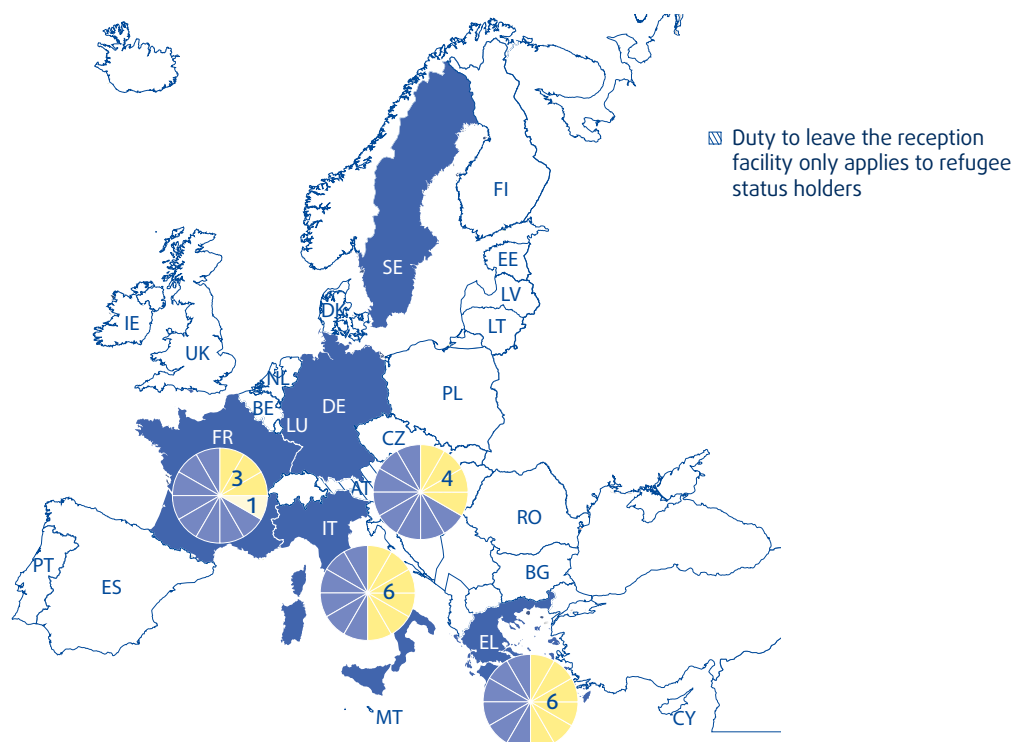 Duty to leave the reception
facility only applies to refugee
status holders
FI
SE
EE
LV
DK
IE
LT
UK
NL
PL
BE
DE
LU
FR
CZ
3
4
AT
1
RO
IT
PT
BG
ES
6
EL
6
MT
CY